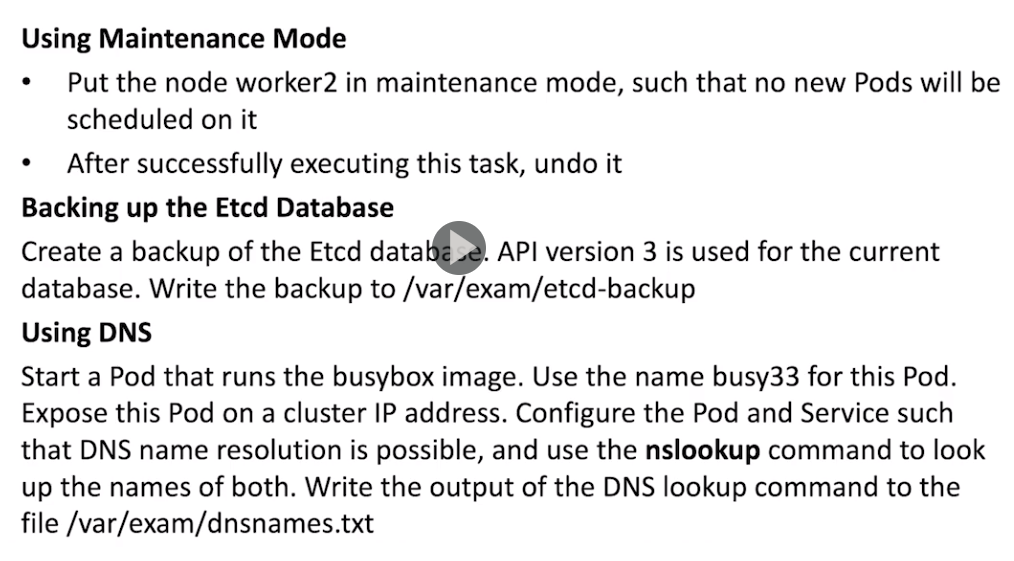 Using Maintenance Mode
• Put the node worker2 in maintenance mode, such that no new Pods will be
scheduled on it
• After successfully executing this task, undo it
Backing up the Etcd Database
Create a backup of the Etcd database. API version 3 is used for the current
database. Write the backup to /var/exam/etcd-backup
Using DNS
Start a Pod that runs the busybox image. Use the name busy33 for this Pod.
Expose this Pod on a cluster IP address. Configure the Pod and Service such
that DNS name resolution is possible, and use the nslookup command to look
up the names of both. Write the output of the DNS lookup command to the
file /var/exam/dnsnames.txt